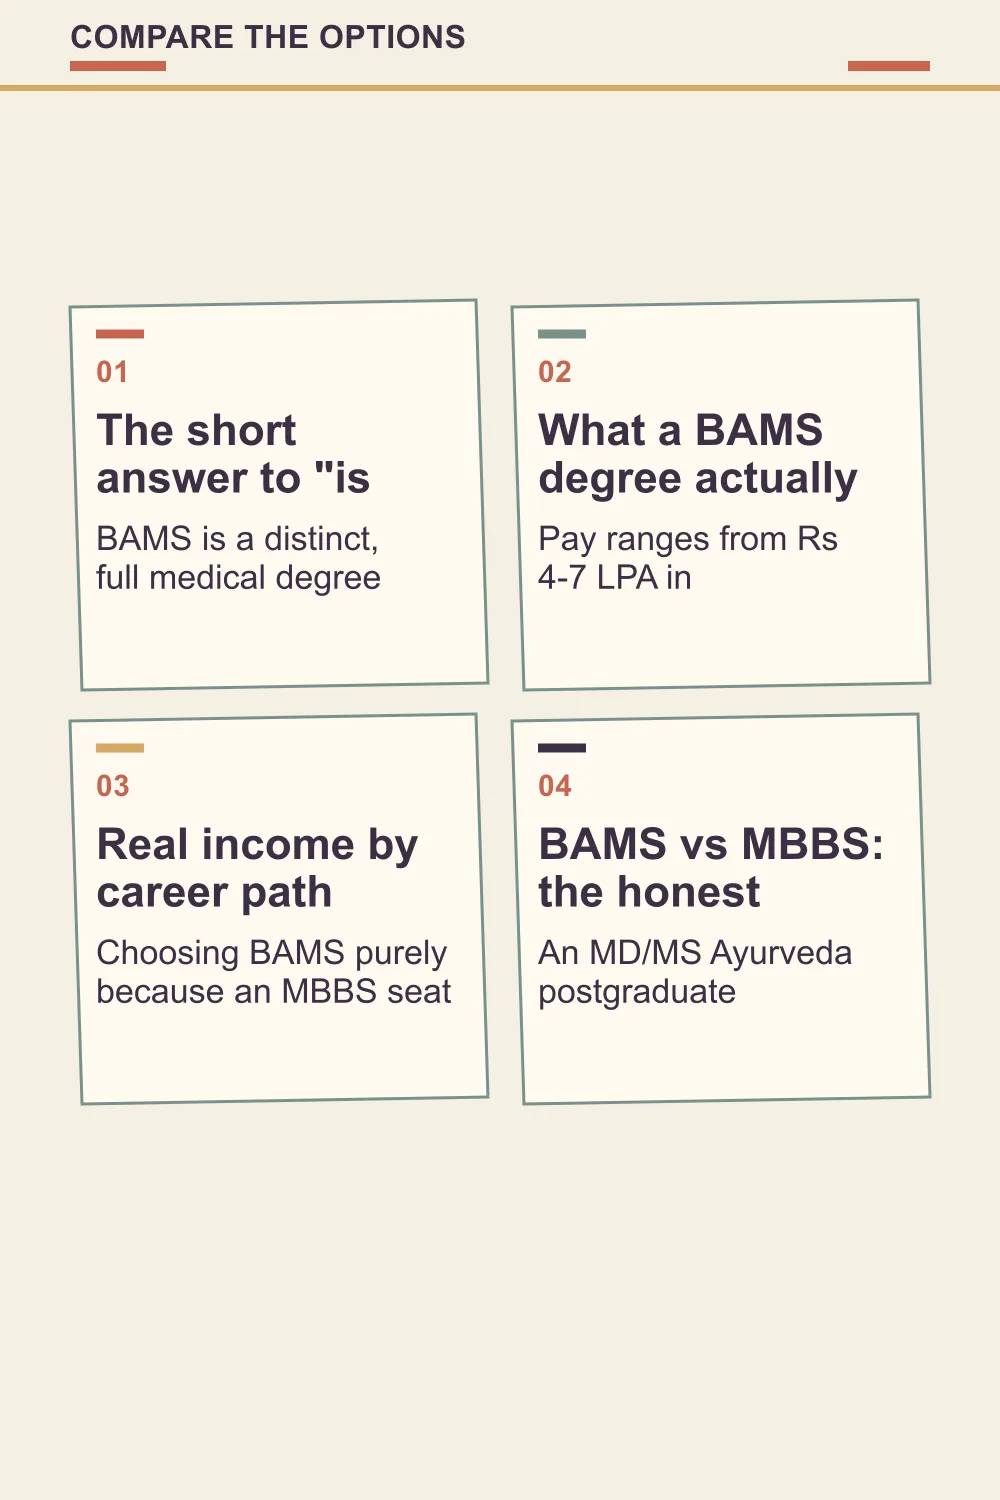 COMPARE THE OPTIONS
01
The short
answer to "is
BAMS is a distinct,
full medical degree
02
What a BAMS
degree actually
Pay ranges from Rs
4-7 LPA in
03
Real income by
career path
Choosing BAMS purely
because an MBBS seat
04
BAMS vs MBBS:
the honest
An MD/MS Ayurveda
postgraduate